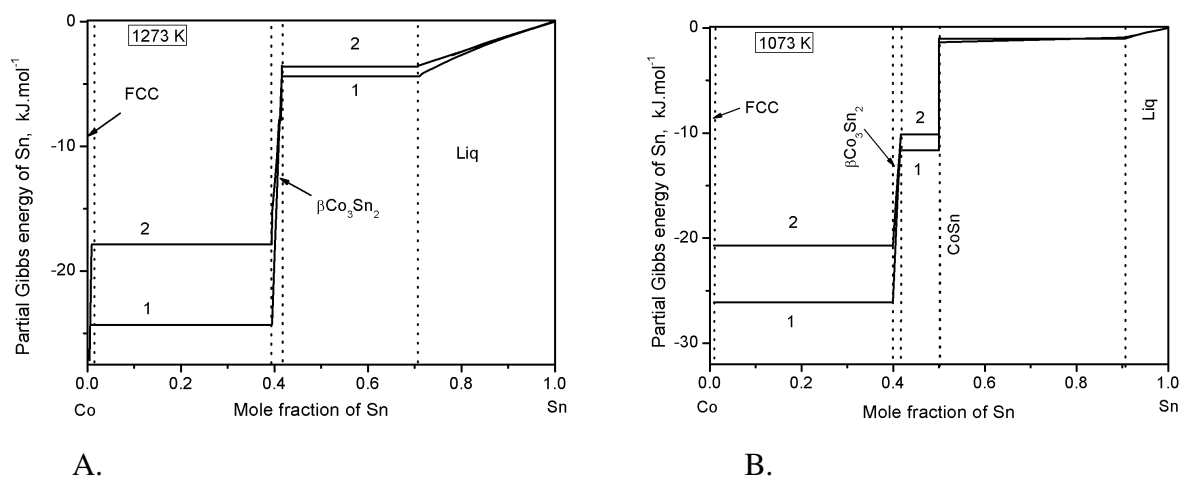 1273 K
Partial Gibbs energy of Sn, kJ.mol⁻¹
0
-10
-20
FCC
2
1
βCo₃Sn₂
Liq
2
1
0.0 0.2 0.4 0.6 0.8 1.0
Co Mole fraction of Sn Sn
A.
1073 K
Partial Gibbs energy of Sn, kJ.mol⁻¹
0
-10
-20
-30
FCC
βCo₃Sn₂
2
1
CoSn
Liq
2
1
0.0 0.2 0.4 0.6 0.8 1.0
Co Mole fraction of Sn Sn
B.